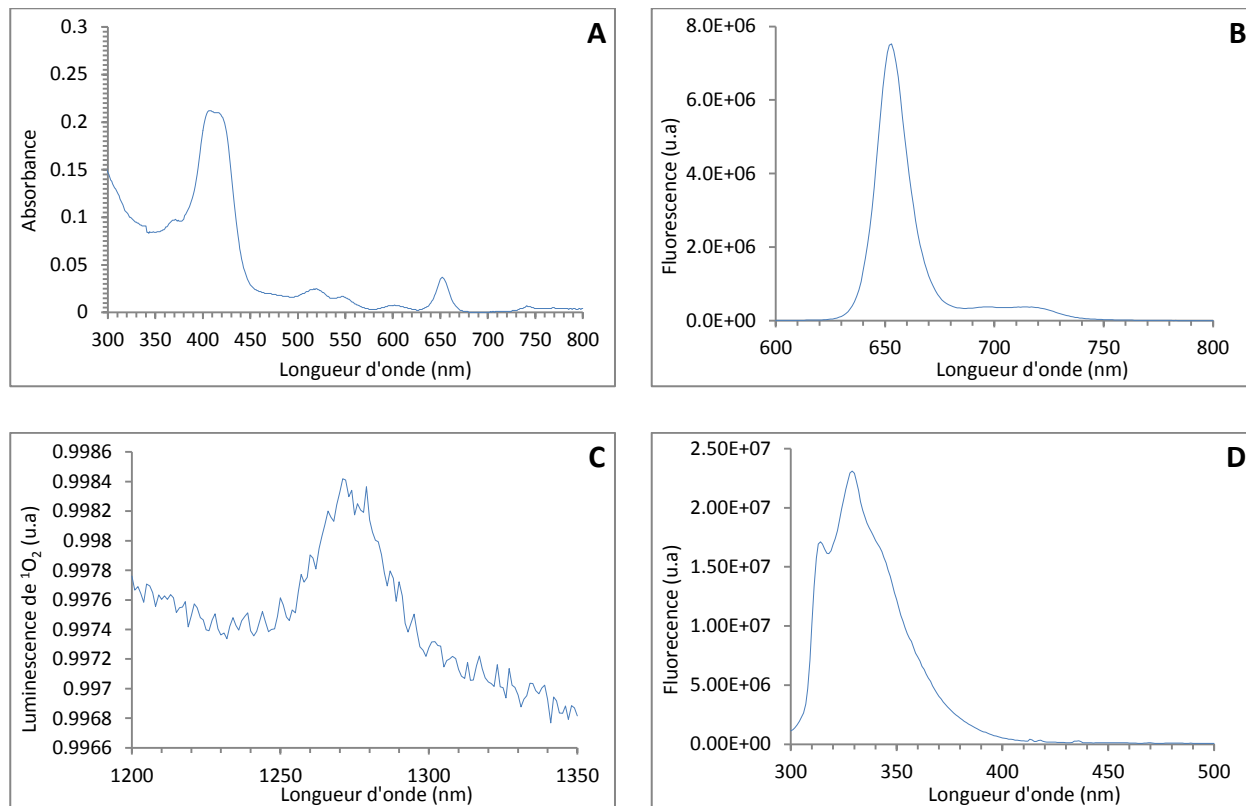 A
0.3
0.25
0.2
0.15
0.1
0.05
0
Absorbance
300 350 400 450 500 550 600 650 700 750 800
Longueur d'onde (nm)
B
8.0E+06
6.0E+06
4.0E+06
2.0E+06
0.0E+00
Fluorescence (u.a)
600 650 700 750 800
Longueur d'onde (nm)
C
0.9986
0.9984
0.9982
0.998
0.9978
0.9976
0.9974
0.9972
0.997
0.9968
0.9966
Luminescence de ¹O₂ (u.a)
1200 1250 1300 1350
Longueur d'onde (nm)
D
2.50E+07
2.00E+07
1.50E+07
1.00E+07
5.00E+06
0.00E+00
Fluorecence (u.a)
300 350 400 450 500
Longueur d'onde (nm)